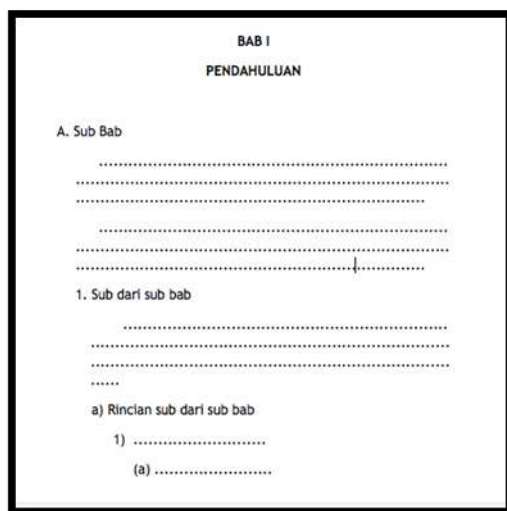 BAB I
PENDAHULUAN
A. Sub Bab
......................................................................
...........................................................................
......................................................................
......................................................................
...........................................................................
......................................................................
1. Sub dari sub bab
.................................................................
........................................................................
........................................................................
......
a) Rincian sub dari sub bab
1) ...........................
(a) ........................